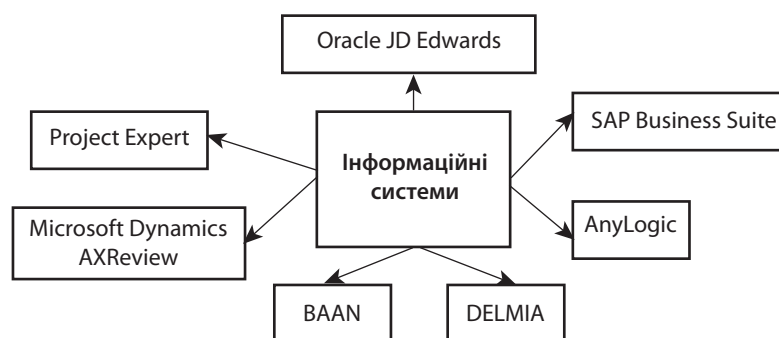 Oracle JD Edwards
Project Expert
Інформаційні
системи
SAP Business Suite
Microsoft Dynamics
AXReview
AnyLogic
BAAN
DELMIA